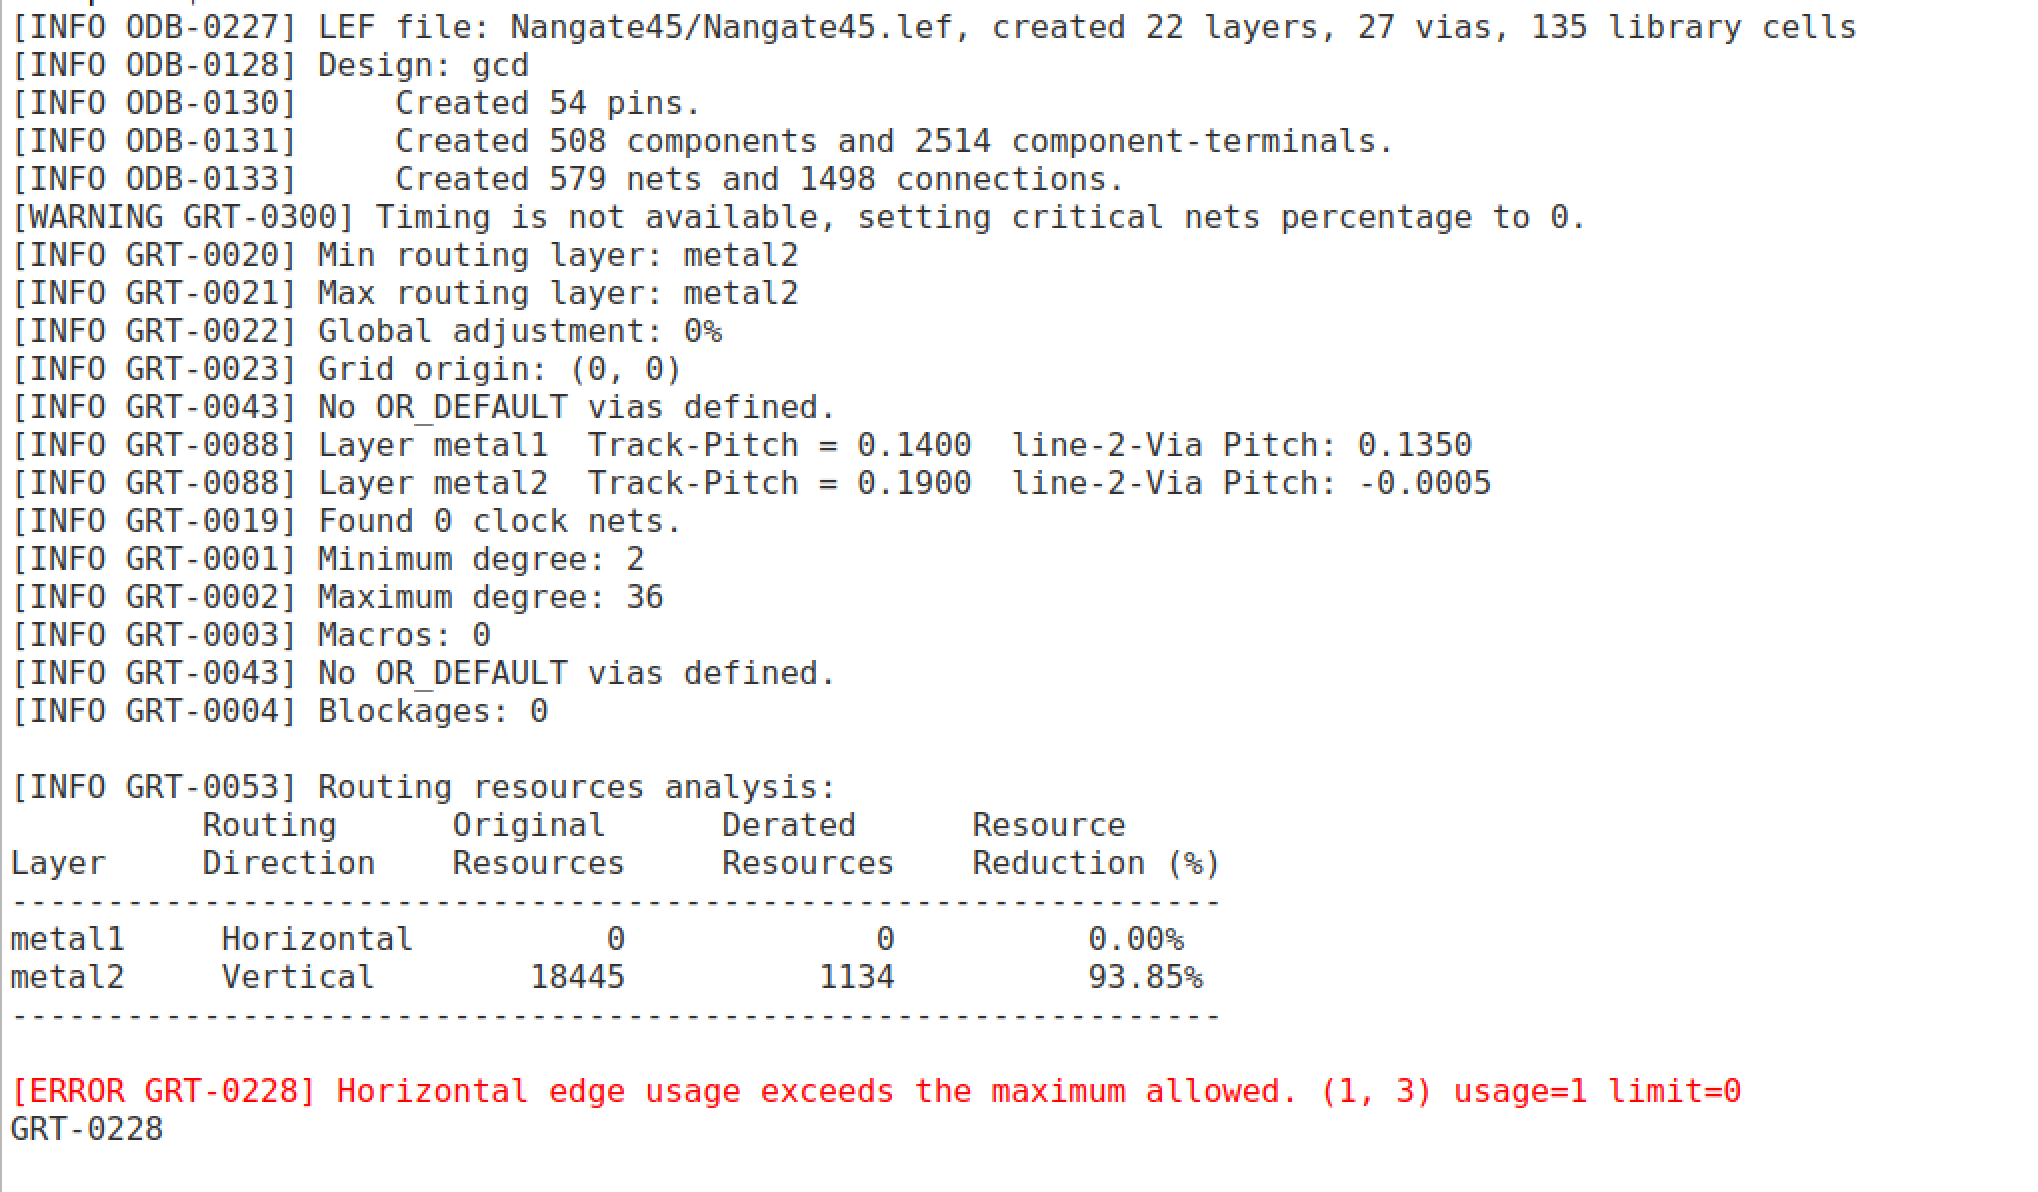 [INFO ODB-0227] LEF file: Nangate45/Nangate45.lef, created 22 layers, 27 vias, 135 library cells
[INFO ODB-0128] Design: gcd
[INFO ODB-0130]     Created 54 pins.
[INFO ODB-0131]     Created 508 components and 2514 component-terminals.
[INFO ODB-0133]     Created 579 nets and 1498 connections.
[WARNING GRT-0300] Timing is not available, setting critical nets percentage to 0.
[INFO GRT-0020] Min routing layer: metal2
[INFO GRT-0021] Max routing layer: metal2
[INFO GRT-0022] Global adjustment: 0%
[INFO GRT-0023] Grid origin: (0, 0)
[INFO GRT-0043] No OR_DEFAULT vias defined.
[INFO GRT-0088] Layer metal1  Track-Pitch = 0.1400  line-2-Via Pitch: 0.1350
[INFO GRT-0088] Layer metal2  Track-Pitch = 0.1900  line-2-Via Pitch: -0.0005
[INFO GRT-0019] Found 0 clock nets.
[INFO GRT-0001] Minimum degree: 2
[INFO GRT-0002] Maximum degree: 36
[INFO GRT-0003] Macros: 0
[INFO GRT-0043] No OR_DEFAULT vias defined.
[INFO GRT-0004] Blockages: 0
[INFO GRT-0053] Routing resources analysis:
          Routing      Original      Derated      Resource
Layer     Direction    Resources     Resources    Reduction (%)
---------------------------------------------------------------
metal1     Horizontal          0             0          0.00%
metal2     Vertical        18445          1134          93.85%
---------------------------------------------------------------
[ERROR GRT-0228] Horizontal edge usage exceeds the maximum allowed. (1, 3) usage=1 limit=0
GRT-0228